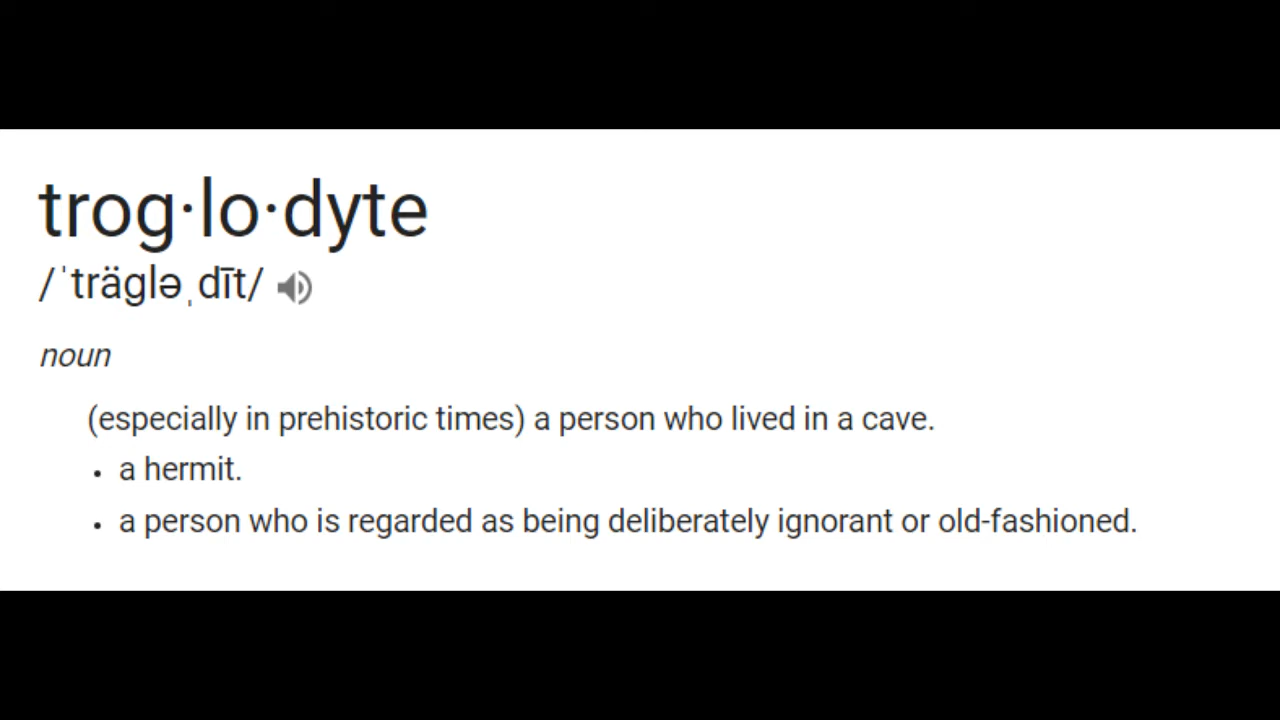 trog·lo·dyte
/ˈträɡləˌdīt/
noun
(especially in prehistoric times) a person who lived in a cave.
• a hermit.
• a person who is regarded as being deliberately ignorant or old-fashioned.